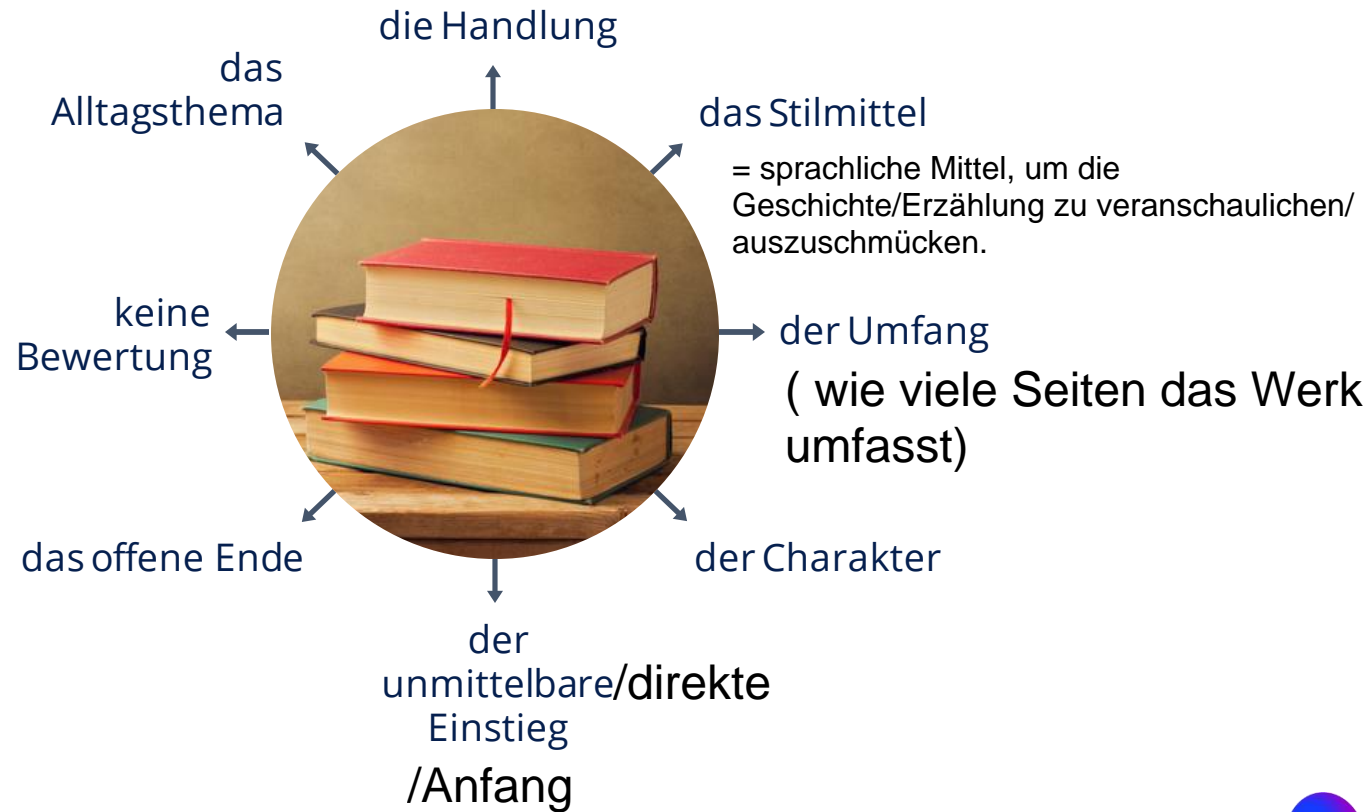 die Handlung
das
Alltagsthema
das Stilmittel
= sprachliche Mittel, um die
Geschichte/Erzählung zu veranschaulichen/
auszuschmücken.
keine
Bewertung
der Umfang
( wie viele Seiten das Werk
umfasst)
das offene Ende
der Charakter
der
unmittelbare/direkte
Einstieg
/Anfang